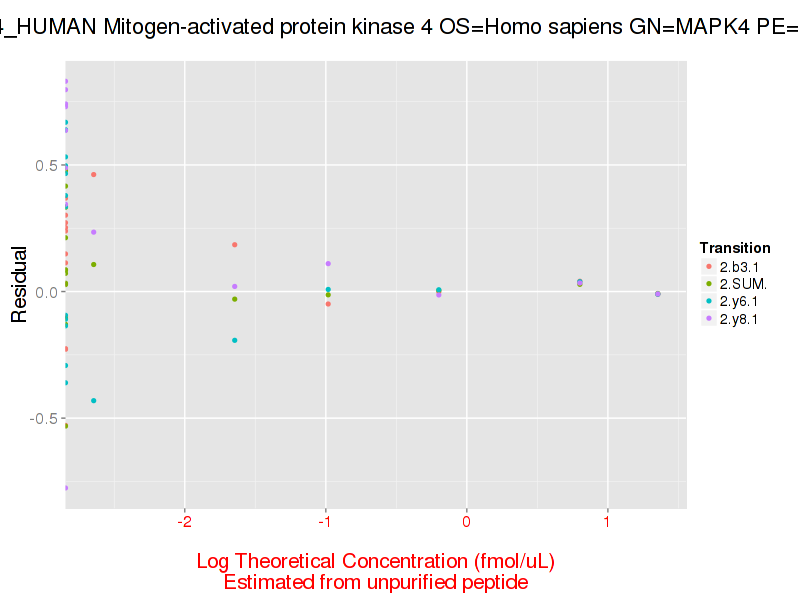 4_HUMAN Mitogen-activated protein kinase 4 OS=Homo sapiens GN=MAPK4 PE=
Residual
0.5
0.0
-0.5
-2 -1 0 1
Log Theoretical Concentration (fmol/uL)
Estimated from unpurified peptide
Transition
2.b3.1
2.SUM.
2.y6.1
2.y8.1